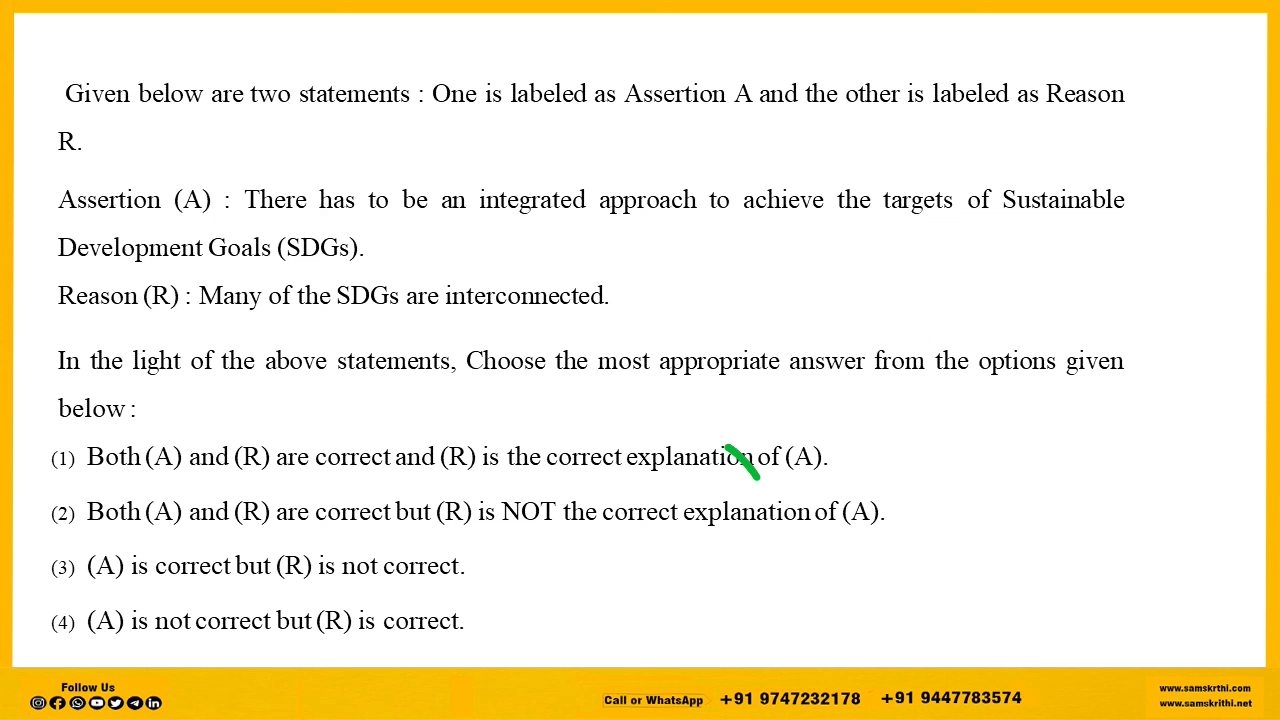 Given below are two statements : One is labeled as Assertion A and the other is labeled as Reason
R.
Assertion (A) : There has to be an integrated approach to achieve the targets of Sustainable
Development Goals (SDGs).
Reason (R) : Many of the SDGs are interconnected.
In the light of the above statements, Choose the most appropriate answer from the options given
below :
(1) Both (A) and (R) are correct and (R) is the correct explanation of (A).
(2) Both (A) and (R) are correct but (R) is NOT the correct explanation of (A).
(3) (A) is correct but (R) is not correct.
(4) (A) is not correct but (R) is correct.
Follow Us
Call or WhatsApp +91 9747232178 +91 9447783574
www.samskrthi.com
www.samskrthi.net